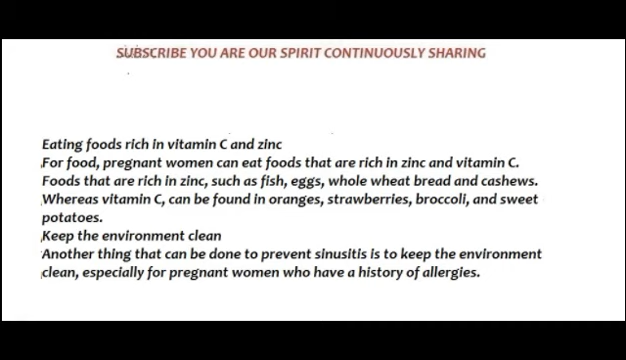 SUBSCRIBE YOU ARE OUR SPIRIT CONTINUOUSLY SHARING
Eating foods rich in vitamin C and zinc
For food, pregnant women can eat foods that are rich in zinc and vitamin C.
Foods that are rich in zinc, such as fish, eggs, whole wheat bread and cashews.
Whereas vitamin C, can be found in oranges, strawberries, broccoli, and sweet
potatoes.
Keep the environment clean
Another thing that can be done to prevent sinusitis is to keep the environment
clean, especially for pregnant women who have a history of allergies.